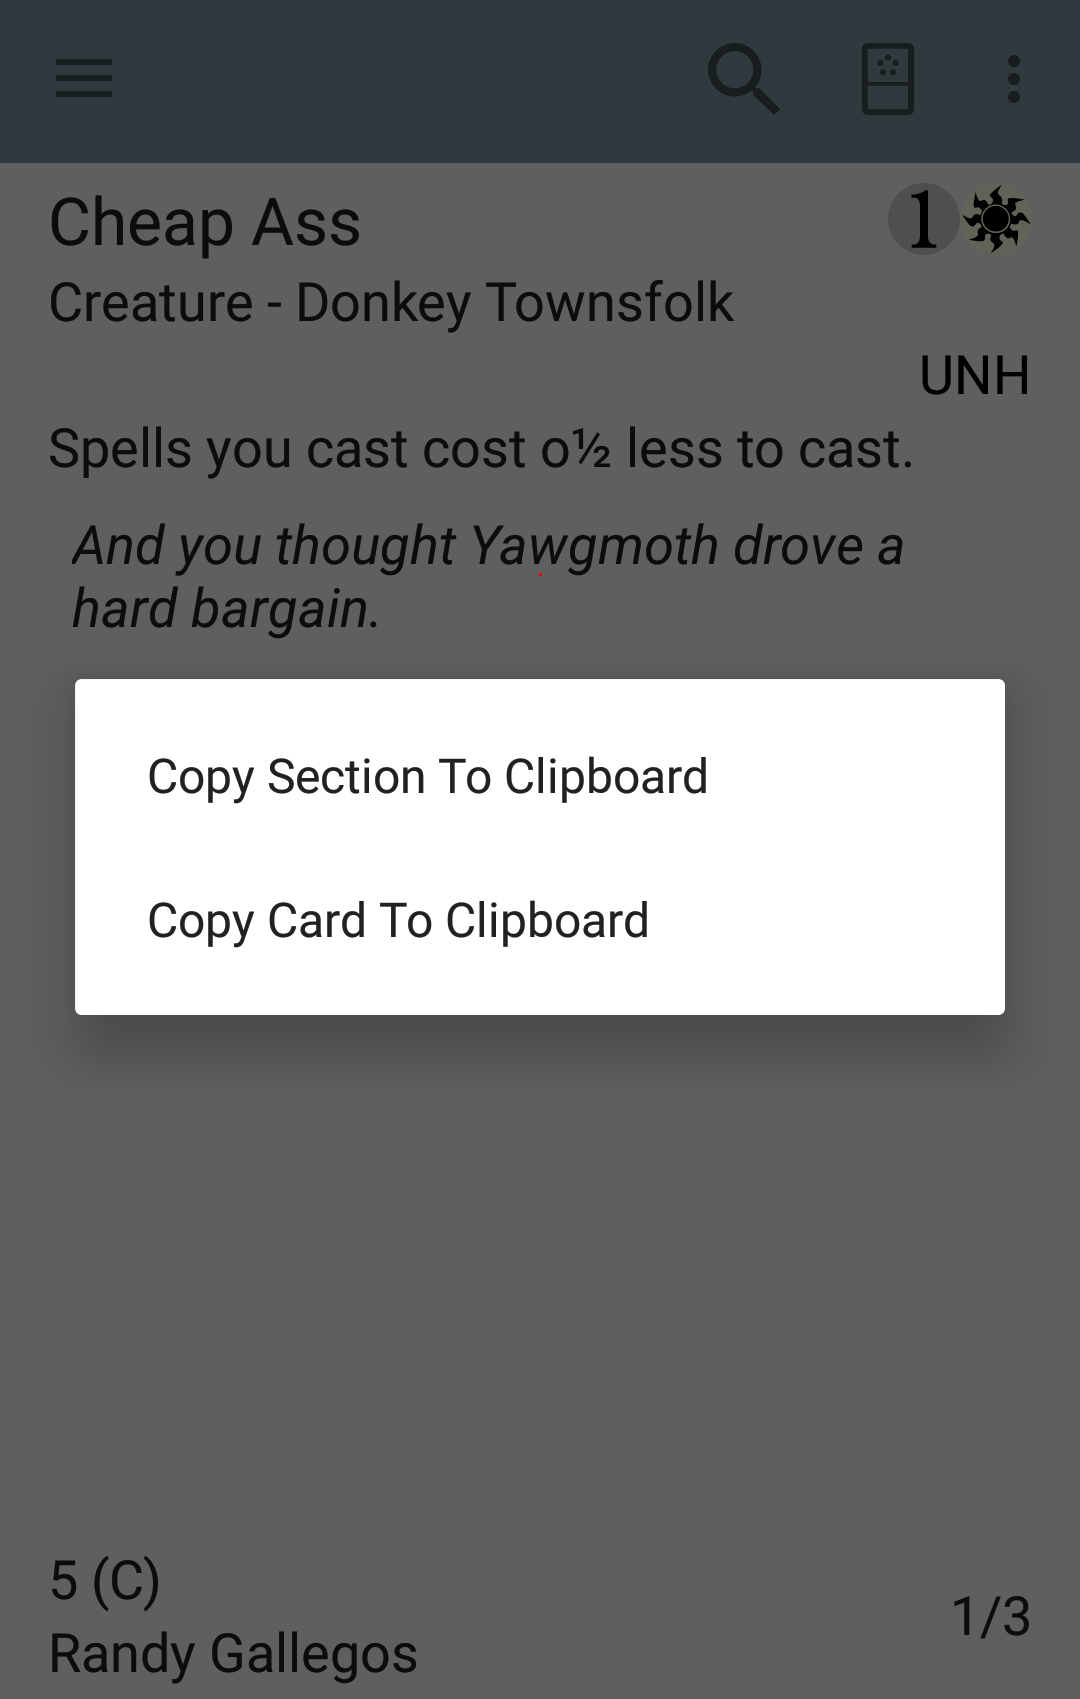 Cheap Ass 1
Creature - Donkey Townsfolk
UNH
Spells you cast cost o½ less to cast.
And you thought Yawgmoth drove a
hard bargain.
Copy Section To Clipboard
Copy Card To Clipboard
5 (C)
1/3
Randy Gallegos